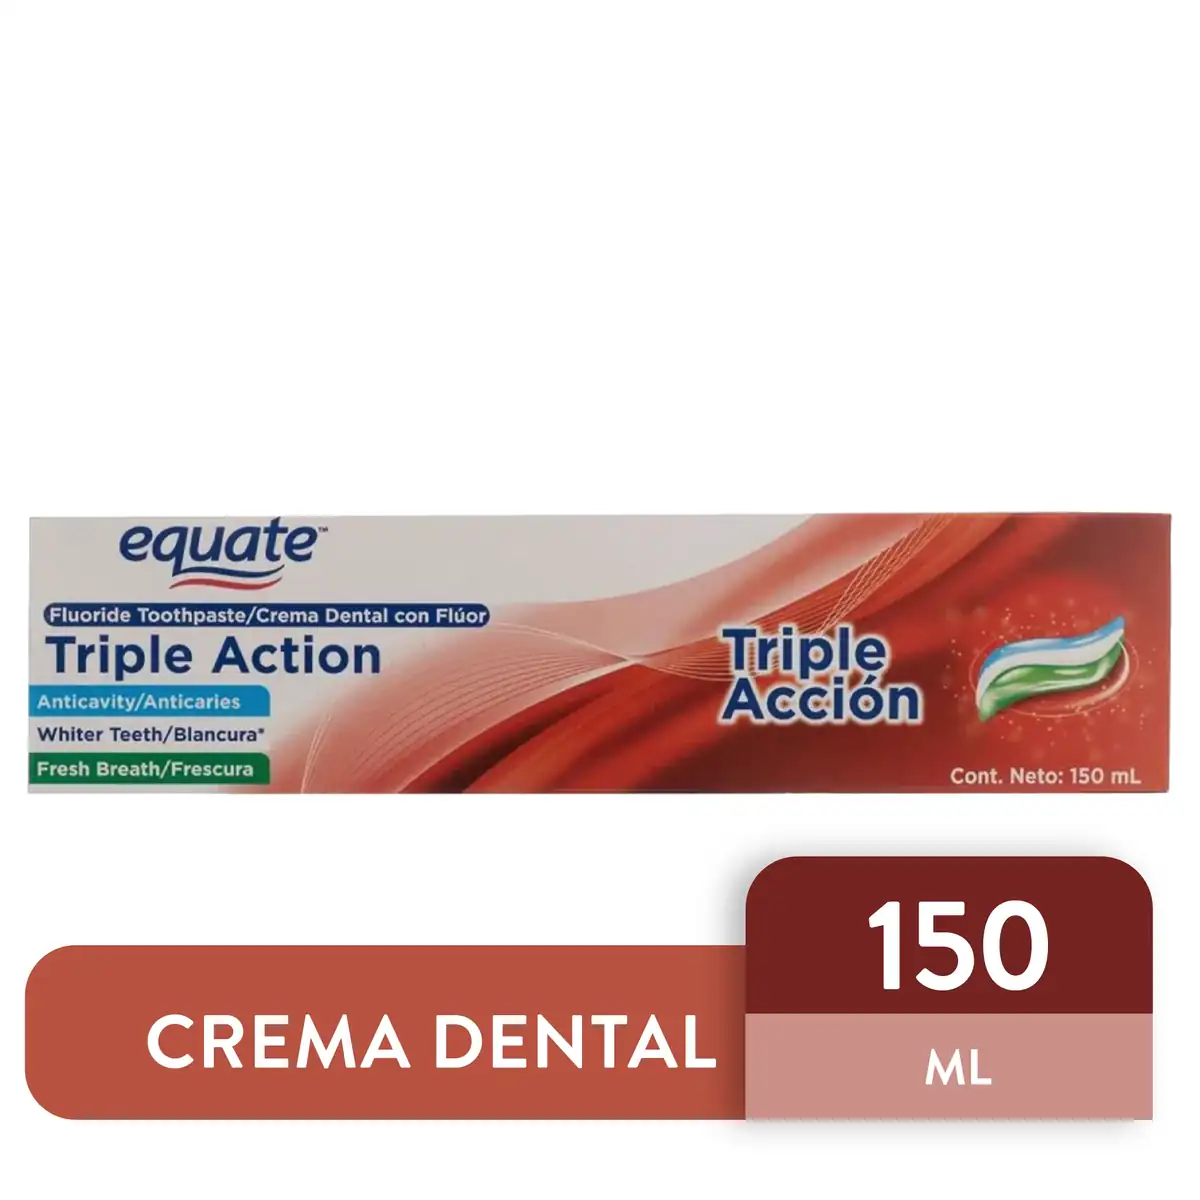 equate™
Fluoride Toothpaste/Crema Dental con Flúor
Triple Action
Anticavity/Anticaries
Whiter Teeth/Blancura*
Fresh Breath/Frescura
Triple
Acción
Cont. Neto: 150 mL
150
CREMA DENTAL
ML